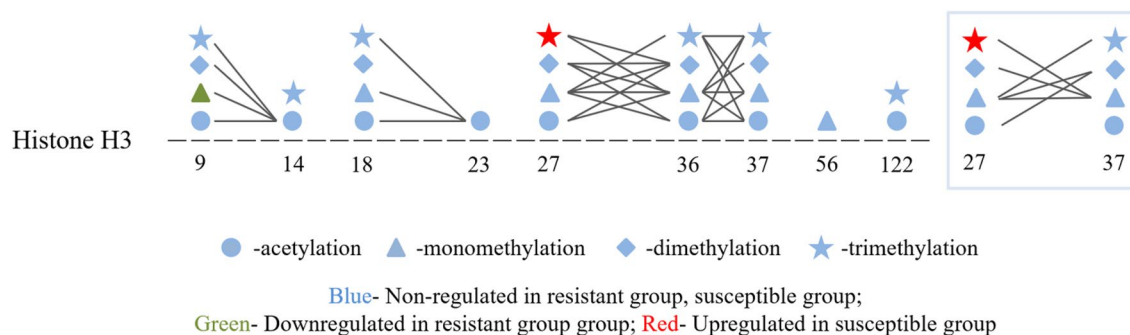 Histone H3
9 14 18 23 27 36 37 56 122
27 37
-acetylation -monomethylation -dimethylation -trimethylation
Blue- Non-regulated in resistant group, susceptible group;
Green- Downregulated in resistant group group; Red- Upregulated in susceptible group